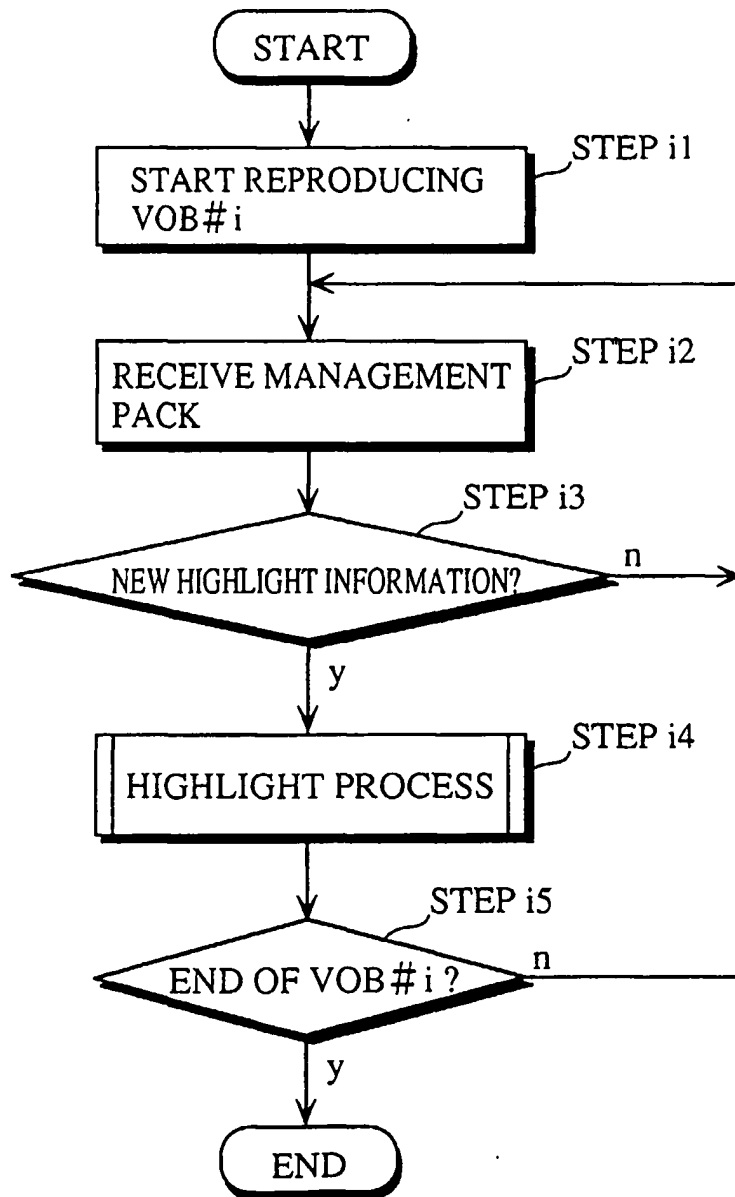 START
STEP i1
START REPRODUCING
VOB# i
STEP i2
RECEIVE MANAGEMENT
PACK
STEP i3
NEW HIGHLIGHT INFORMATION?
n
y
STEP i4
HIGHLIGHT PROCESS
STEP i5
END OF VOB# i ?
n
y
END